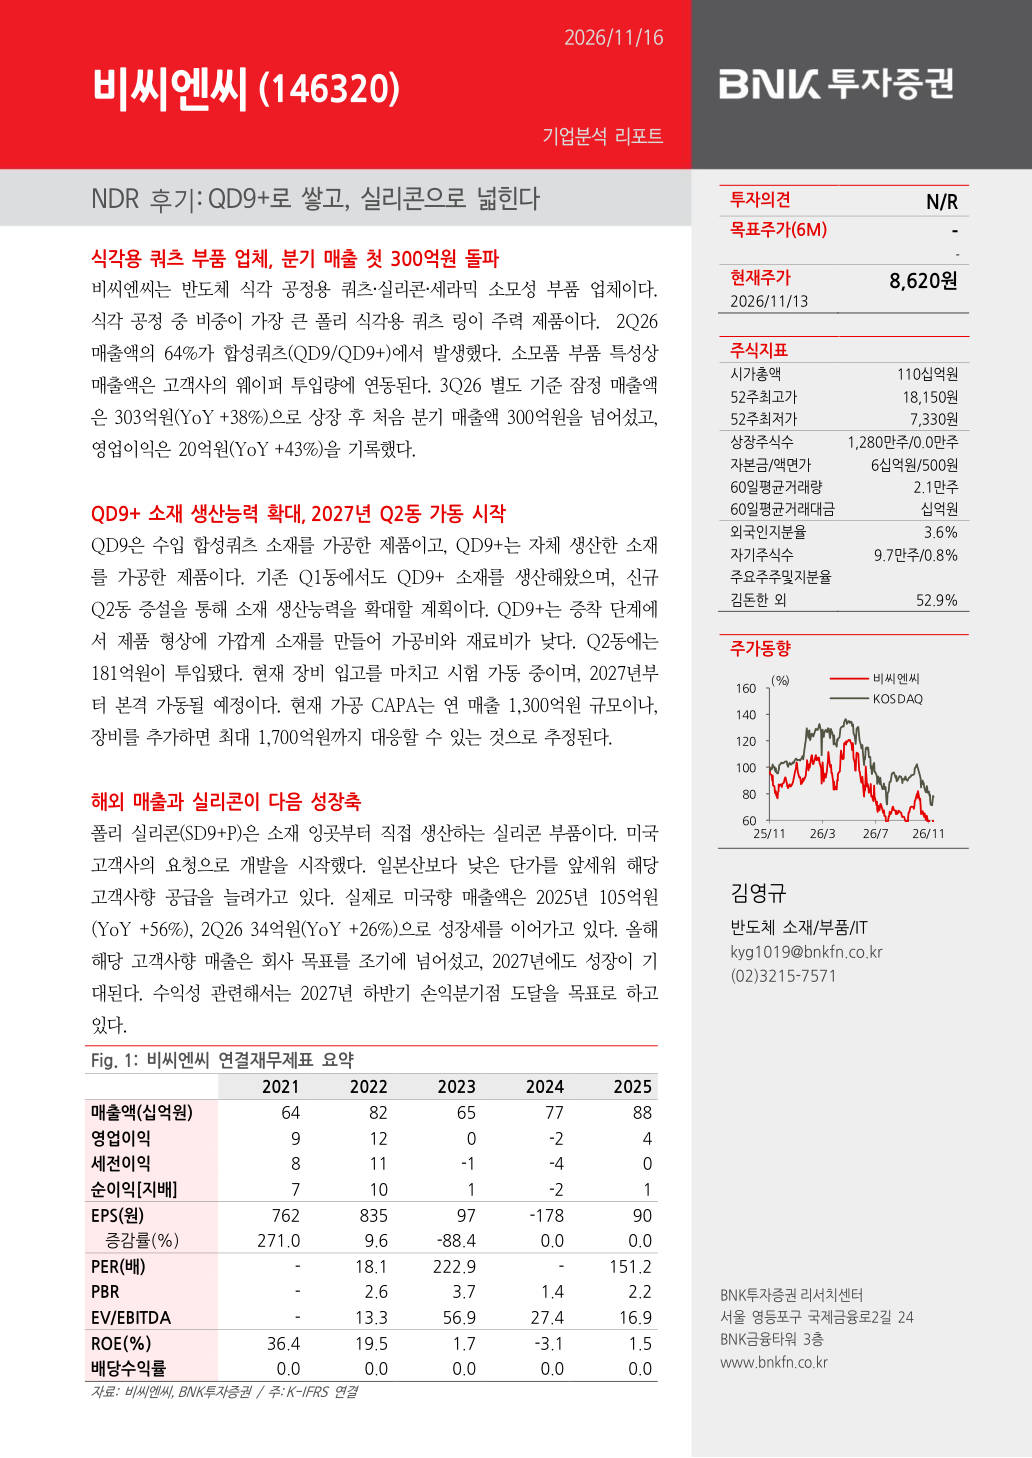 2026/11/16
비씨엔씨 (146320)
기업분석 리포트
BNK 투자증권
NDR 후기: QD9+로 쌓고, 실리콘으로 넓힌다
식각용 쿼츠 부품 업체, 분기 매출 첫 300억원 돌파
비씨엔씨는 반도체 식각 공정용 쿼츠·실리콘·세라믹 소모성 부품 업체이다.
식각 공정 중 비중이 가장 큰 폴리 식각용 쿼츠 링이 주력 제품이다. 2Q26
매출액의 64%가 합성쿼츠(QD9/QD9+)에서 발생했다. 소모품 부품 특성상
매출액은 고객사의 웨이퍼 투입량에 연동된다. 3Q26 별도 기준 잠정 매출액
은 303억원(YoY +38%)으로 상장 후 처음 분기 매출액 300억원을 넘어섰고,
영업이익은 20억원(YoY +43%)을 기록했다.
QD9+ 소재 생산능력 확대, 2027년 Q2동 가동 시작
QD9은 수입 합성쿼츠 소재를 가공한 제품이고, QD9+는 자체 생산한 소재
를 가공한 제품이다. 기존 Q1동에서도 QD9+ 소재를 생산해왔으며, 신규
Q2동 증설을 통해 소재 생산능력을 확대할 계획이다. QD9+는 증착 단계에
서 제품 형상에 가깝게 소재를 만들어 가공비와 재료비가 낮다. Q2동에는
181억원이 투입됐다. 현재 장비 입고를 마치고 시험 가동 중이며, 2027년부
터 본격 가동될 예정이다. 현재 가공 CAPA는 연 매출 1,300억원 규모이나,
장비를 추가하면 최대 1,700억원까지 대응할 수 있는 것으로 추정된다.
해외 매출과 실리콘이 다음 성장축
폴리 실리콘(SD9+P)은 소재 잉곳부터 직접 생산하는 실리콘 부품이다. 미국
고객사의 요청으로 개발을 시작했다. 일본산보다 낮은 단가를 앞세워 해당
고객사향 공급을 늘려가고 있다. 실제로 미국향 매출액은 2025년 105억원
(YoY +56%), 2Q26 34억원(YoY +26%)으로 성장세를 이어가고 있다. 올해
해당 고객사향 매출은 회사 목표를 조기에 넘어섰고, 2027년에도 성장이 기
대된다. 수익성 관련해서는 2027년 하반기 손익분기점 도달을 목표로 하고
있다.
Fig. 1: 비씨엔씨 연결재무제표 요약
2021 2022 2023 2024 2025
매출액(십억원) 64 82 65 77 88
영업이익 9 12 0 -2 4
세전이익 8 11 -1 -4 0
순이익[지배] 7 10 1 -2 1
EPS(원) 762 835 97 -178 90
증감률(%) 271.0 9.6 -88.4 0.0 0.0
PER(배) - 18.1 222.9 - 151.2
PBR - 2.6 3.7 1.4 2.2
EV/EBITDA - 13.3 56.9 27.4 16.9
ROE(%) 36.4 19.5 1.7 -3.1 1.5
배당수익률 0.0 0.0 0.0 0.0 0.0
자료: 비씨엔씨, BNK투자증권 / 주: K-IFRS 연결
투자의견 N/R
목표주가(6M) -
-
현재주가 8,620원
2026/11/13
주식지표
시가총액 110십억원
52주최고가 18,150원
52주최저가 7,330원
상장주식수 1,280만주/0.0만주
자본금/액면가 6십억원/500원
60일평균거래량 2.1만주
60일평균거래대금 십억원
외국인지분율 3.6%
자기주식수 9.7만주/0.8%
주요주주및지분율
김돈한 외 52.9%
주가동향
(%)
비씨엔씨
KOSDAQ
160
140
120
100
80
60
25/11 26/3 26/7 26/11
김영규
반도체 소재/부품/IT
kyg1019@bnkfn.co.kr
(02)3215-7571
BNK투자증권 리서치센터
서울 영등포구 국제금융로2길 24
BNK금융타워 3층
www.bnkfn.co.kr